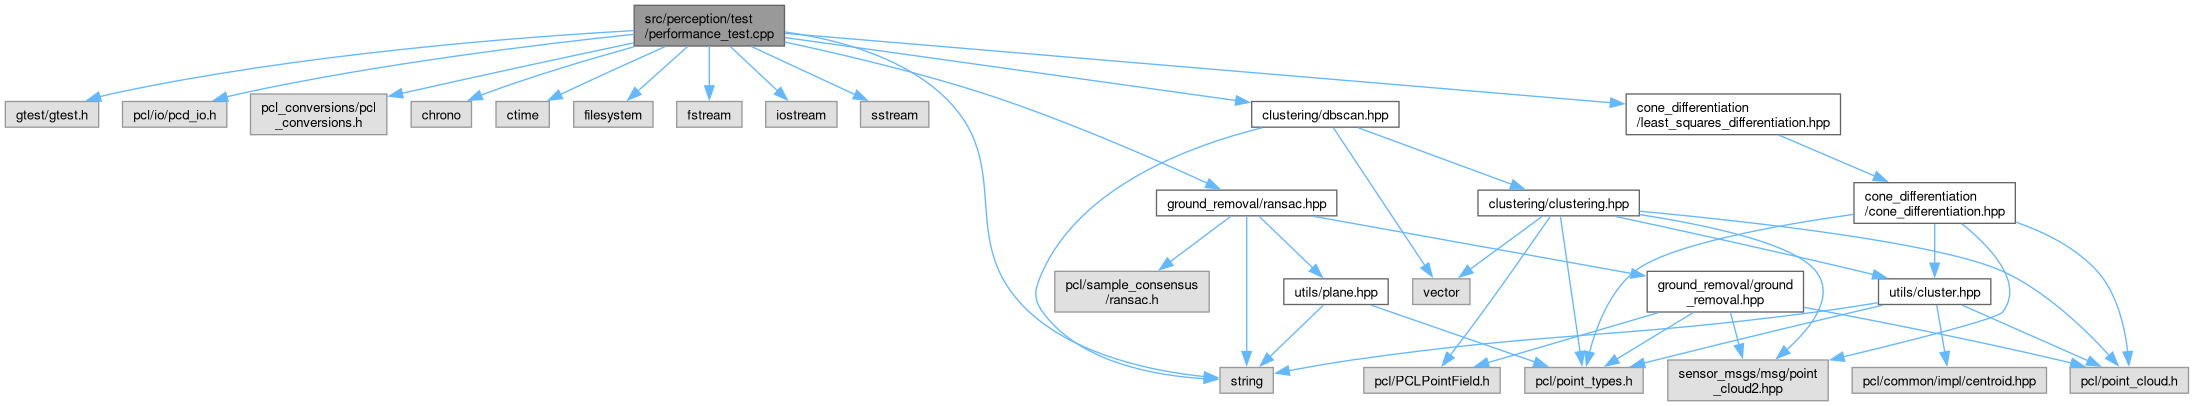 src/perception/test
/performance_test.cpp
gtest/gtest.h
pcl/io/pcd_io.h
pcl_conversions/pcl
_conversions.h
chrono
ctime
filesystem
fstream
iostream
sstream
clustering/dbscan.hpp
cone_differentiation
/least_squares_differentiation.hpp
ground_removal/ransac.hpp
clustering/clustering.hpp
cone_differentiation
/cone_differentiation.hpp
pcl/sample_consensus
/ransac.h
utils/plane.hpp
vector
ground_removal/ground
_removal.hpp
utils/cluster.hpp
string
pcl/PCLPointField.h
pcl/point_types.h
sensor_msgs/msg/point
_cloud2.hpp
pcl/common/impl/centroid.hpp
pcl/point_cloud.h